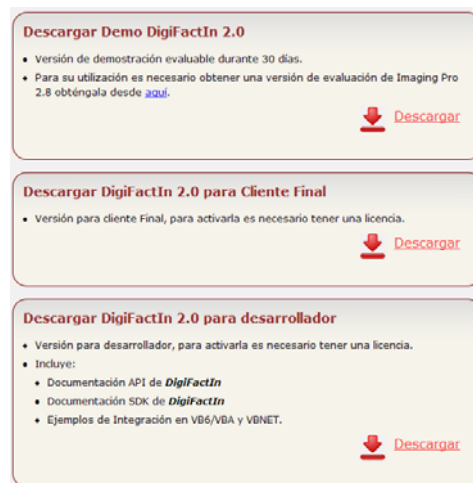 Descargar Demo DigiFactIn 2.0
• Versión de demostración evaluable durante 30 días.
• Para su utilización es necesario obtener una versión de evaluación de Imaging Pro
2.8 obténgala desde aquí.
Descargar
Descargar DigiFactIn 2.0 para Cliente Final
• Versión para cliente Final, para activarla es necesario tener una licencia.
Descargar
Descargar DigiFactIn 2.0 para desarrollador
• Versión para desarrollador, para activarla es necesario tener una licencia.
• Incluye:
• Documentación API de DigiFactIn
• Documentación SDK de DigiFactIn
• Ejemplos de Integración en VB6/VBA y VBNET.
Descargar